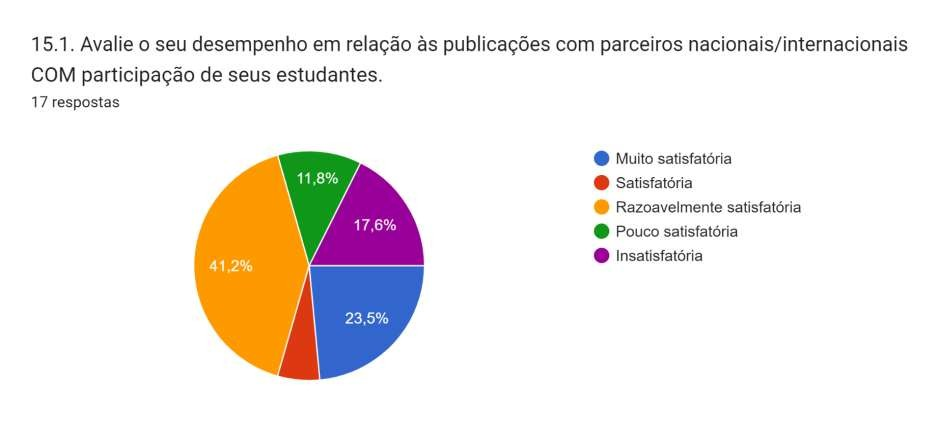 15.1. Avalie o seu desempenho em relação às publicações com parceiros nacionais/internacionais
COM participação de seus estudantes.
17 respostas
11,8%
17,6%
41,2%
23,5%
Muito satisfatória
Satisfatória
Razoavelmente satisfatória
Pouco satisfatória
Insatisfatória